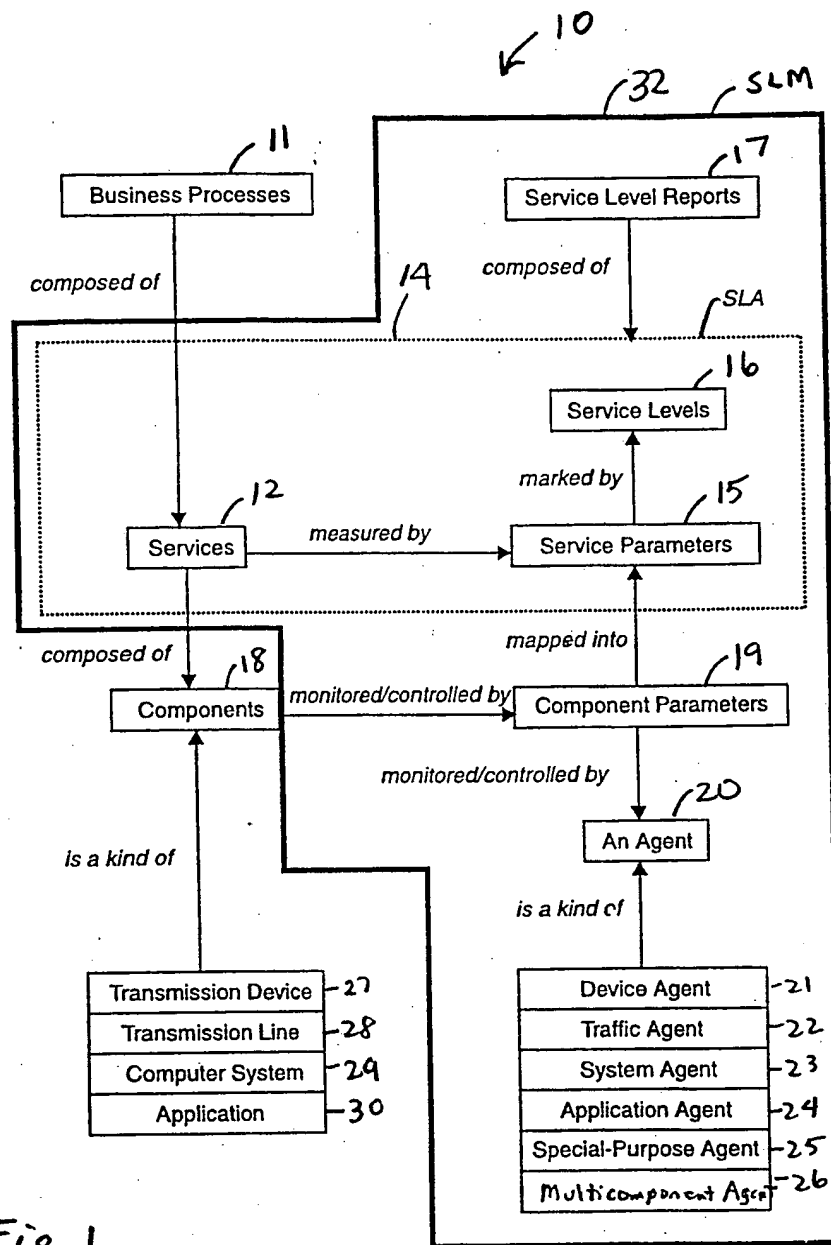 10
32 SLM
11
17
Business Processes
Service Level Reports
composed of
composed of
14
SLA
16
Service Levels
marked by
12
15
Services
measured by
Service Parameters
composed of
mapped into
18
19
Components
monitored/controlled by
Component Parameters
monitored/controlled by
20
An Agent
is a kind of
is a kind of
Transmission Device 27
Transmission Line 28
Computer System 29
Application 30
Device Agent 21
Traffic Agent 22
System Agent 23
Application Agent 24
Special-Purpose Agent 25
Multicomponent Agent 26
Fig. 1